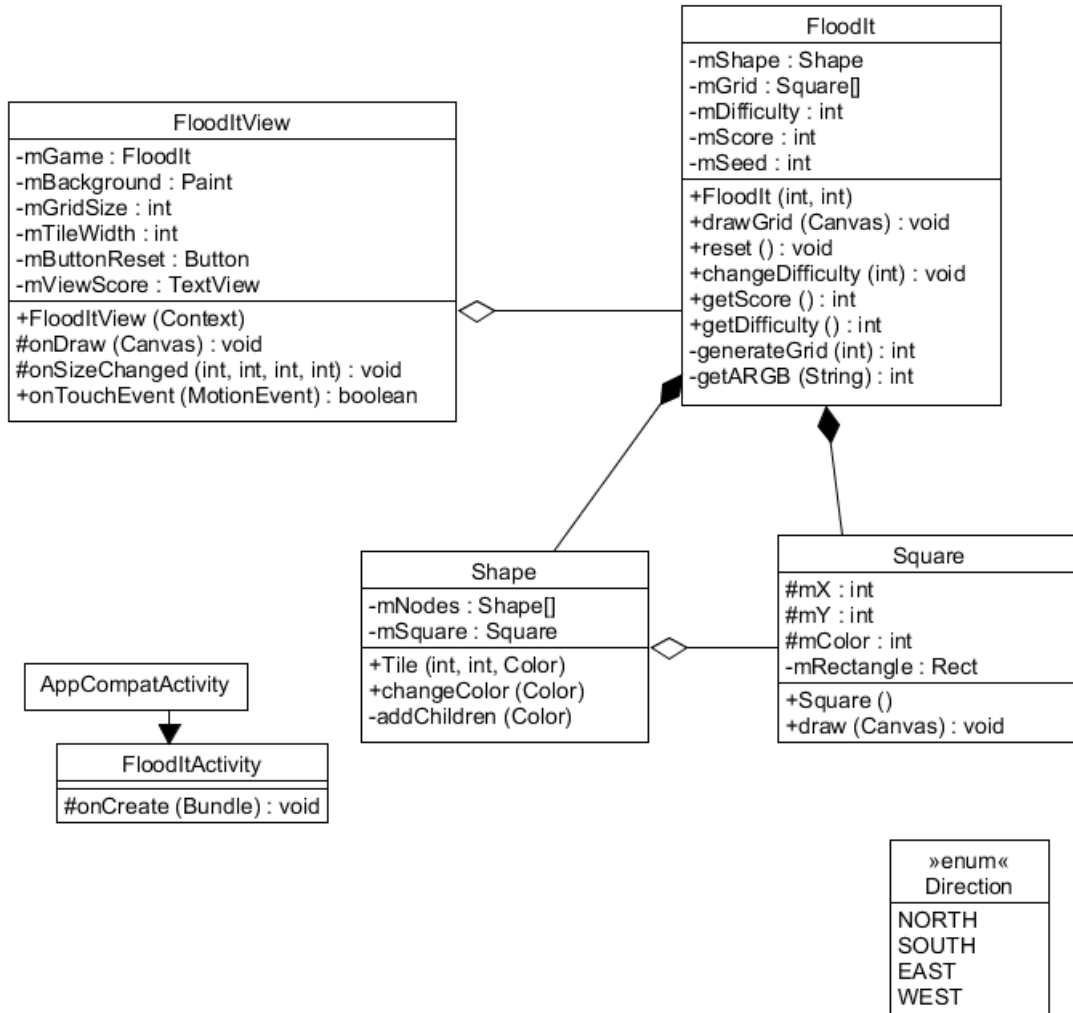 FloodIt
-mShape : Shape
-mGrid : Square[]
-mDifficulty : int
-mScore : int
-mSeed : int
+FloodIt (int, int)
+drawGrid (Canvas) : void
+reset () : void
+changeDifficulty (int) : void
+getScore () : int
+getDifficulty () : int
-generateGrid (int) : int
-getARGB (String) : int
FloodItView
-mGame : FloodIt
-mBackground : Paint
-mGridSize : int
-mTileWidth : int
-mButtonReset : Button
-mViewScore : TextView
+FloodItView (Context)
#onDraw (Canvas) : void
#onSizeChanged (int, int, int, int) : void
+onTouchEvent (MotionEvent) : boolean
Shape
-mNodes : Shape[]
-mSquare : Square
+Tile (int, int, Color)
+changeColor (Color)
-addChildren (Color)
Square
#mX : int
#mY : int
#mColor : int
-mRectangle : Rect
+Square ()
+draw (Canvas) : void
AppCompatActivity
FloodItActivity
#onCreate (Bundle) : void
»enum«
Direction
NORTH
SOUTH
EAST
WEST